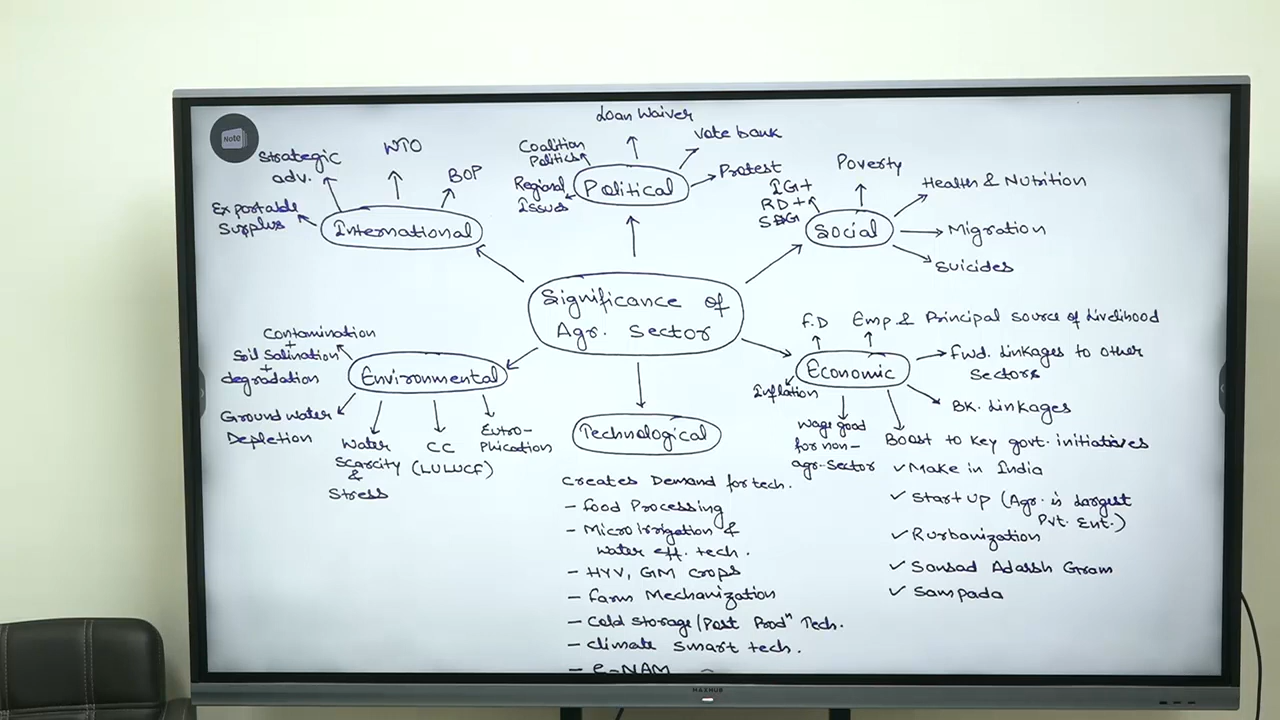 Note
Significance of
Agr. Sector
International
Exportable
Surplus
Strategic
adv.
WTO
BOP
Political
Regional
Issues
Coalition
Politics
Loan Waiver
Vote bank
Protest
Social
IG+
RD+
SDG
Poverty
Health & Nutrition
Migration
Suicides
Environmental
Contamination
+
Soil Salination
+
degradation
Ground water
Depletion
Water
Scarcity
&
Stress
CC
(LULUCF)
Eutro-
Phication
Technological
Creates Demand for tech.
- Food Processing
- Micro irrigation &
water eff. tech.
- HYV, GM crops
- Farm Mechanization
- Cold Storage/Post Prodn Tech.
- climate smart tech.
- e-NAM
Economic
Inflation
F.D
Emp. & Principal source of Livelihood
Fwd. Linkages to other
Sectors
BK. Linkages
Wage good
for non-
agr-sector
Boost to Key govt. initiatives
✓ Make in India
✓ Start up (Agr. is Largest
Pvt. Ent.)
✓ Rurbanization
✓ Sansad Adarsh Gram
✓ Sampada
MAXHUB